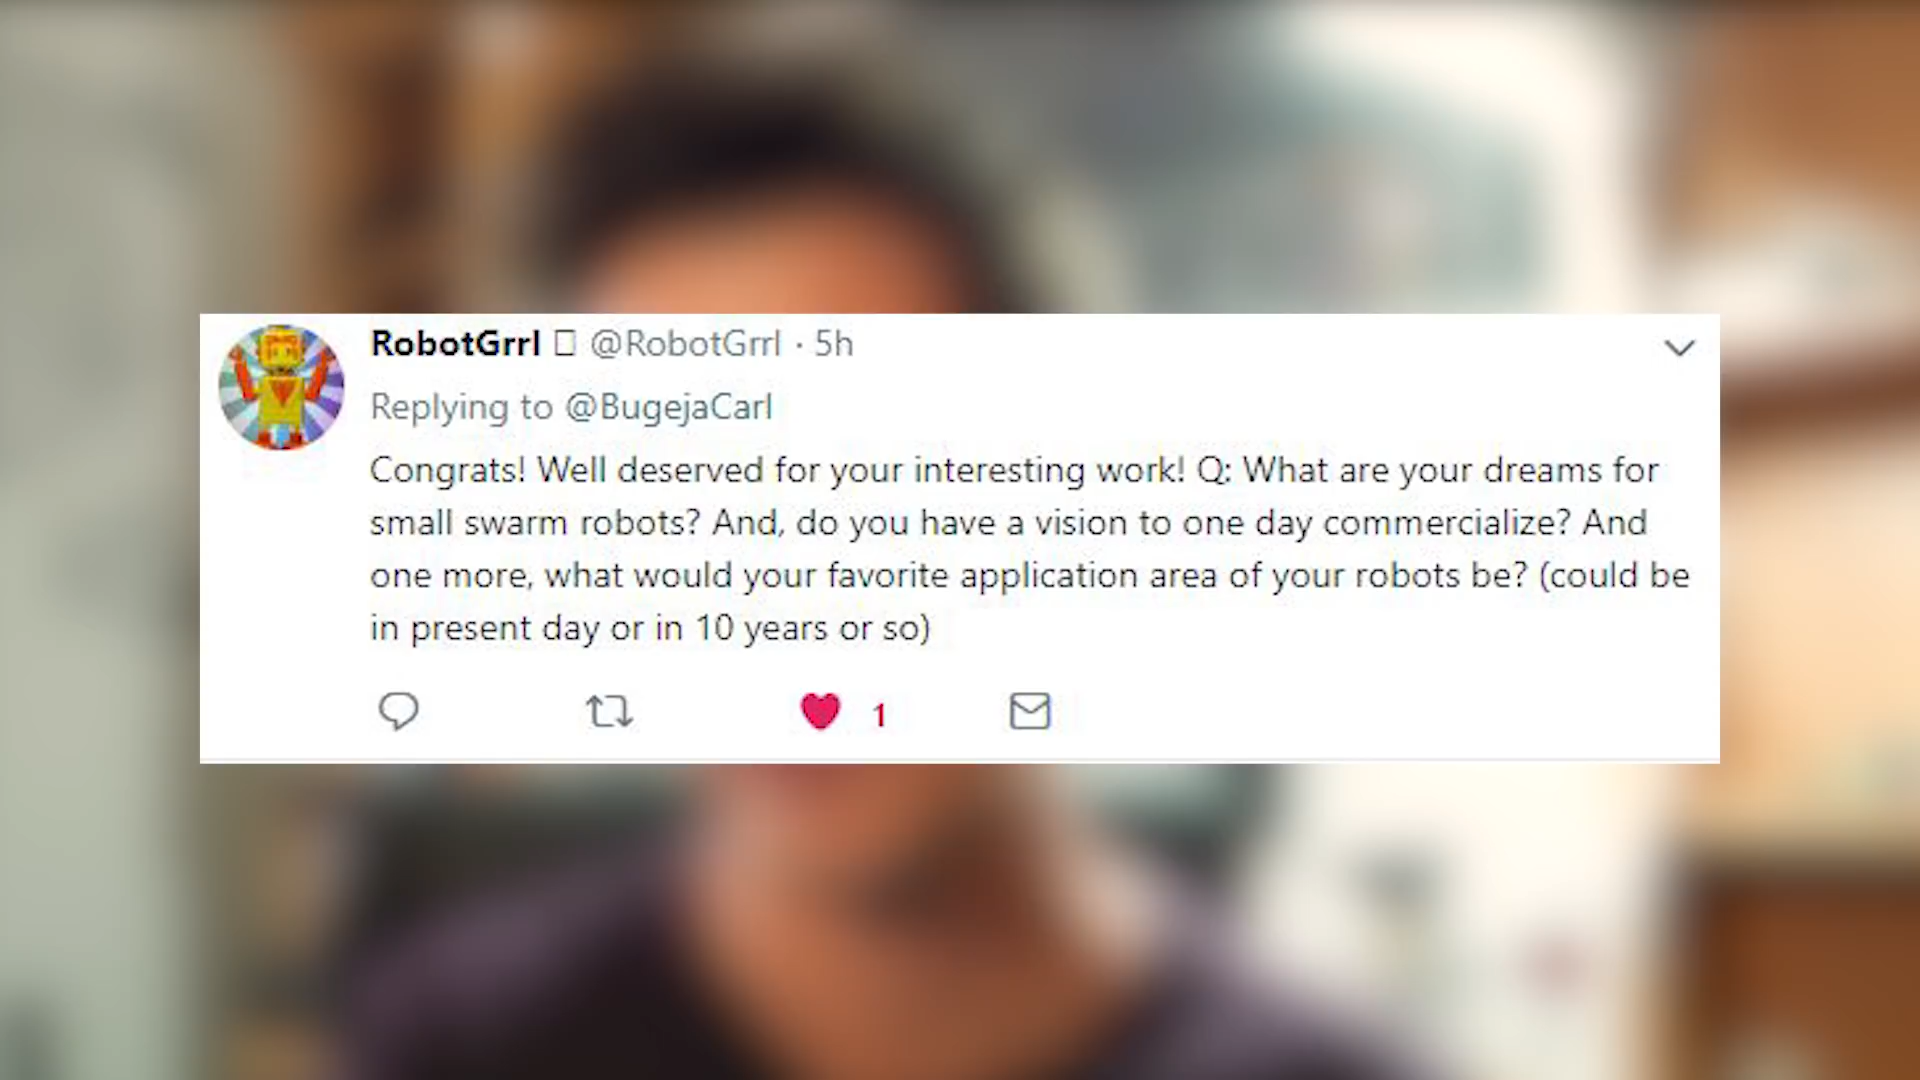 RobotGrrl @RobotGrrl · 5h
Replying to @BugejaCarl
Congrats! Well deserved for your interesting work! Q: What are your dreams for
small swarm robots? And, do you have a vision to one day commercialize? And
one more, what would your favorite application area of your robots be? (could be
in present day or in 10 years or so)
1